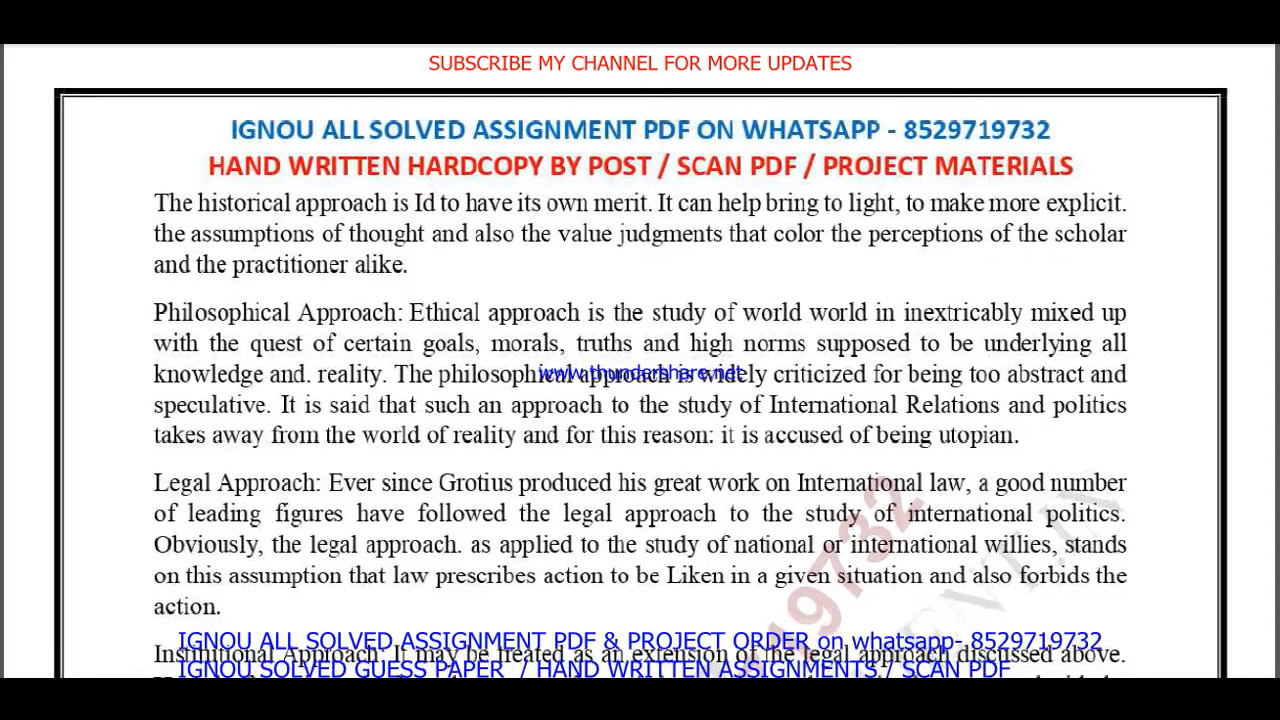 SUBSCRIBE MY CHANNEL FOR MORE UPDATES
IGNOU ALL SOLVED ASSIGNMENT PDF ON WHATSAPP - 8529719732
HAND WRITTEN HARDCOPY BY POST / SCAN PDF / PROJECT MATERIALS
The historical approach is Id to have its own merit. It can help bring to light, to make more explicit.
the assumptions of thought and also the value judgments that color the perceptions of the scholar
and the practitioner alike.
Philosophical Approach: Ethical approach is the study of world world in inextricably mixed up
with the quest of certain goals, morals, truths and high norms supposed to be underlying all
knowledge and. reality. The philosophical approach is widely criticized for being too abstract and
www.thundershare.net
speculative. It is said that such an approach to the study of International Relations and politics
takes away from the world of reality and for this reason: it is accused of being utopian.
Legal Approach: Ever since Grotius produced his great work on International law, a good number
of leading figures have followed the legal approach to the study of international politics.
Obviously, the legal approach. as applied to the study of national or international willies, stands
on this assumption that law prescribes action to be Liken in a given situation and also forbids the
action.
19732
IGNOU ALL SOLVED ASSIGNMENT PDF & PROJECT ORDER on whatsapp- 8529719732
Institutional Approach: It may be treated as an extension of the legal approach discussed above.
IGNOU SOLVED GUESS PAPER / HAND WRITTEN ASSIGNMENTS / SCAN PDF